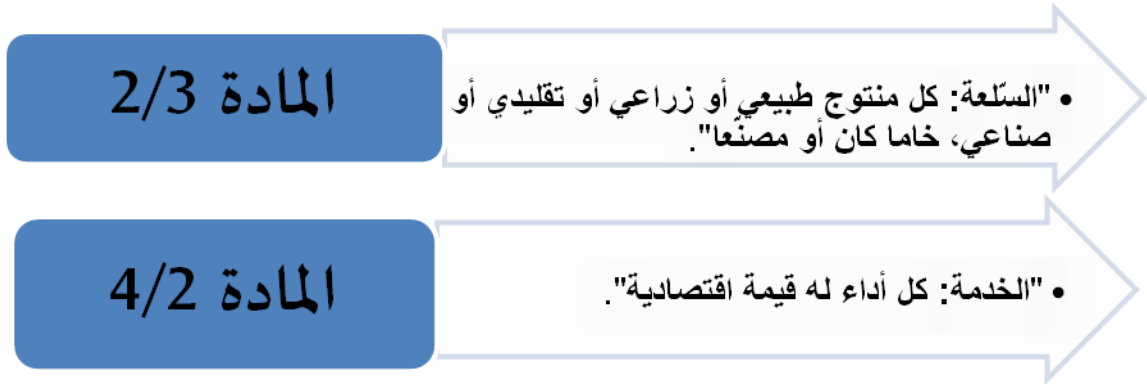 المادة 2/3
• "السّلعة: كل منتوج طبيعي أو زراعي أو تقليدي أو
صناعي، خاما كان أو مصنّعا".
المادة 4/2
• "الخدمة: كل أداء له قيمة اقتصادية".